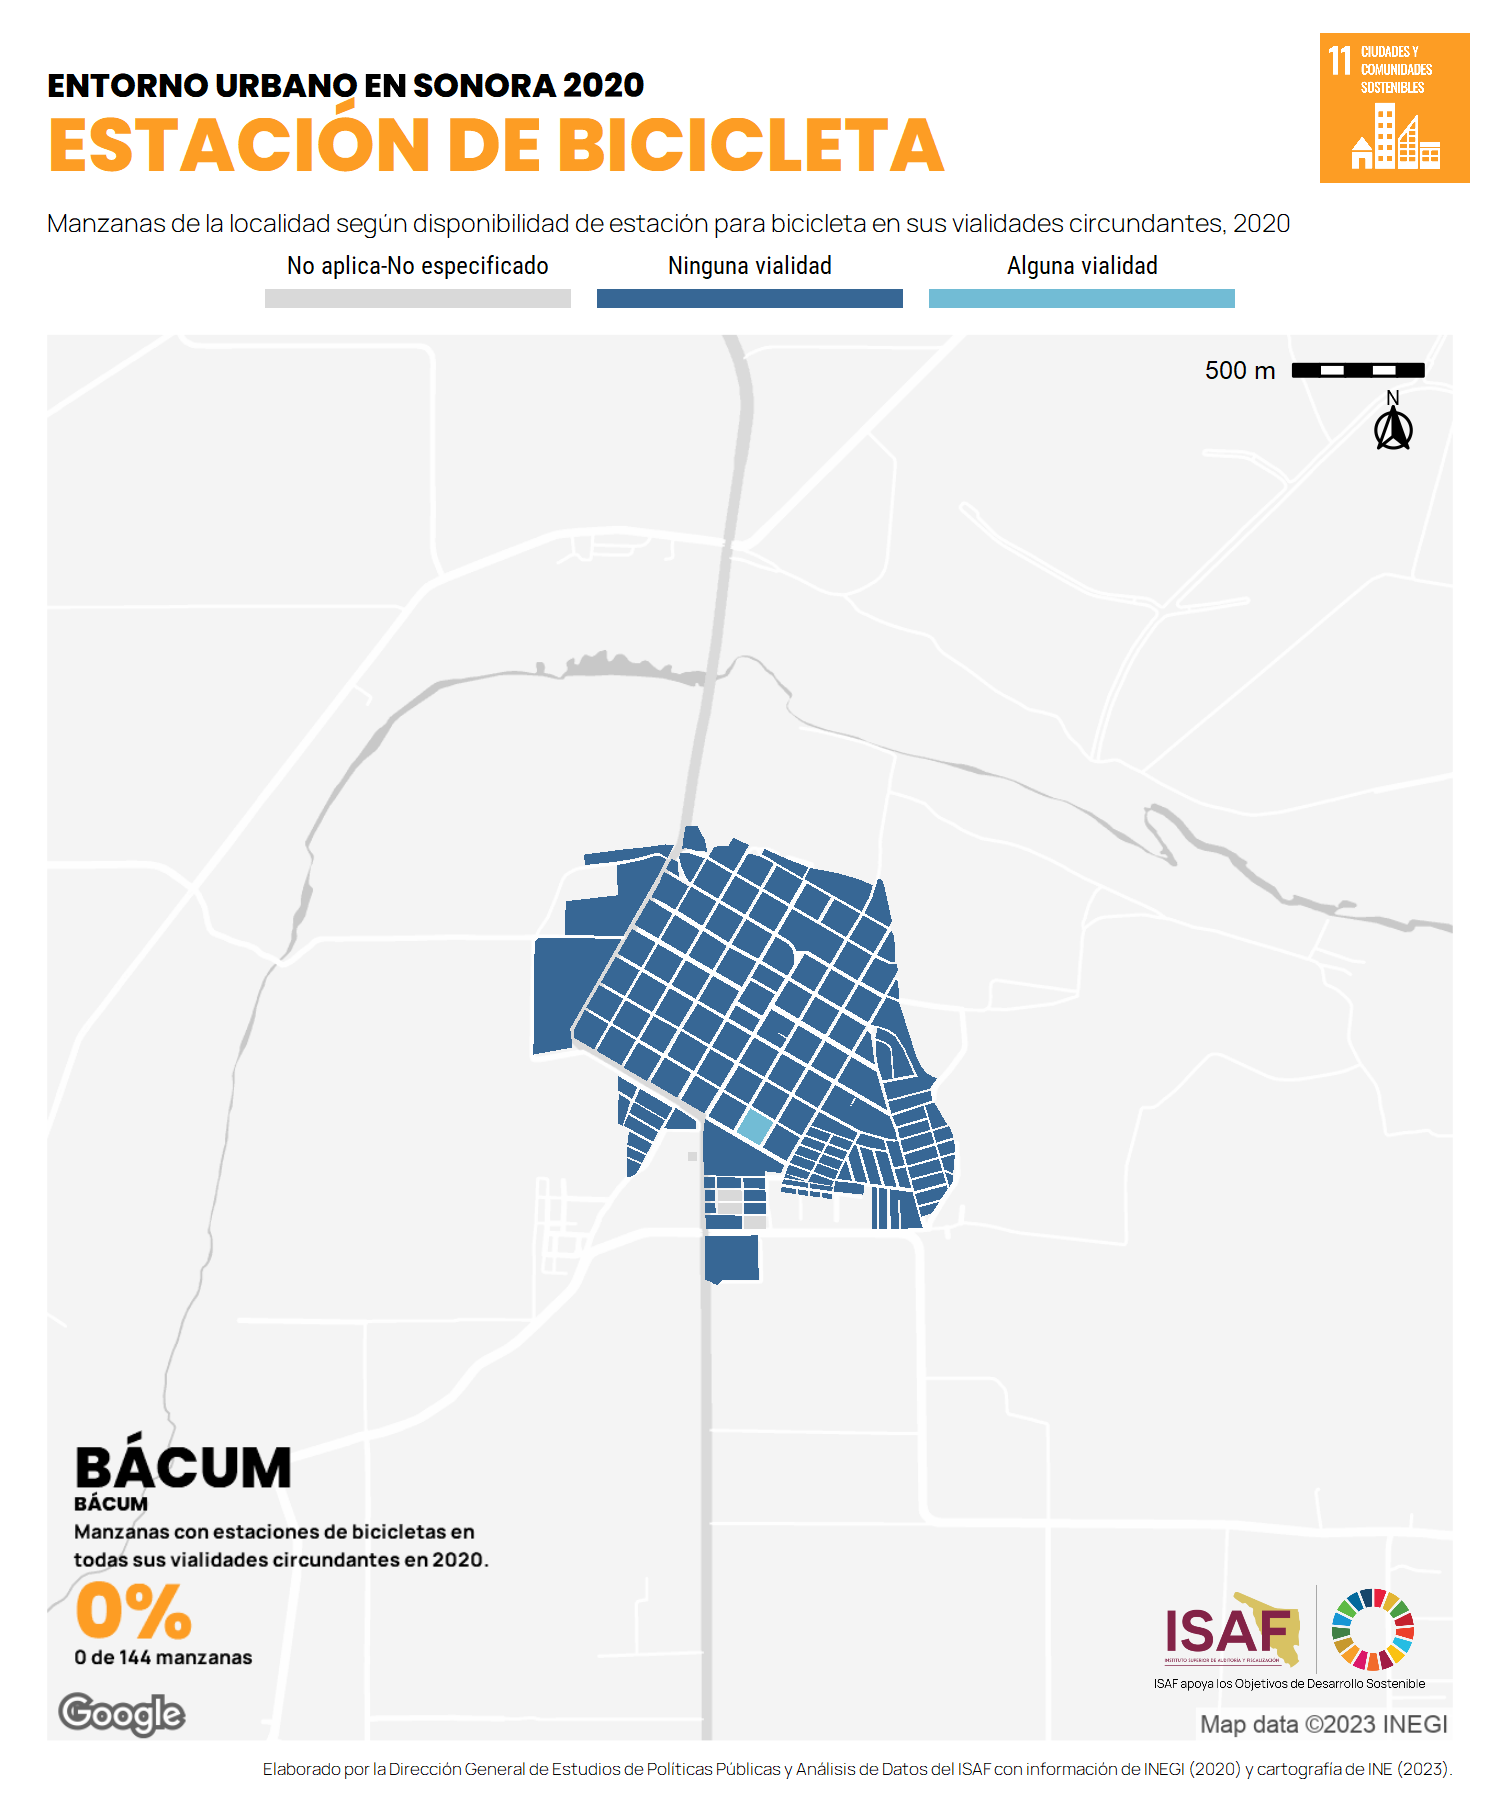 ENTORNO URBANO EN SONORA 2020
ESTACIÓN DE BICICLETA
11 CIUDADES Y
COMUNIDADES
SOSTENIBLES
Manzanas de la localidad según disponibilidad de estación para bicicleta en sus vialidades circundantes, 2020
No aplica-No especificado Ninguna vialidad Alguna vialidad
500 m
N
BÁCUM
BÁCUM
Manzanas con estaciones de bicicletas en
todas sus vialidades circundantes en 2020.
0%
0 de 144 manzanas
ISAF
INSTITUTO SUPERIOR DE AUDITORÍA Y FISCALIZACIÓN
ISAF apoya los Objetivos de Desarrollo Sostenible
Google
Map data ©2023 INEGI
Elaborado por la Dirección General de Estudios de Políticas Públicas y Análisis de Datos del ISAF con información de INEGI (2020) y cartografía de INE (2023).